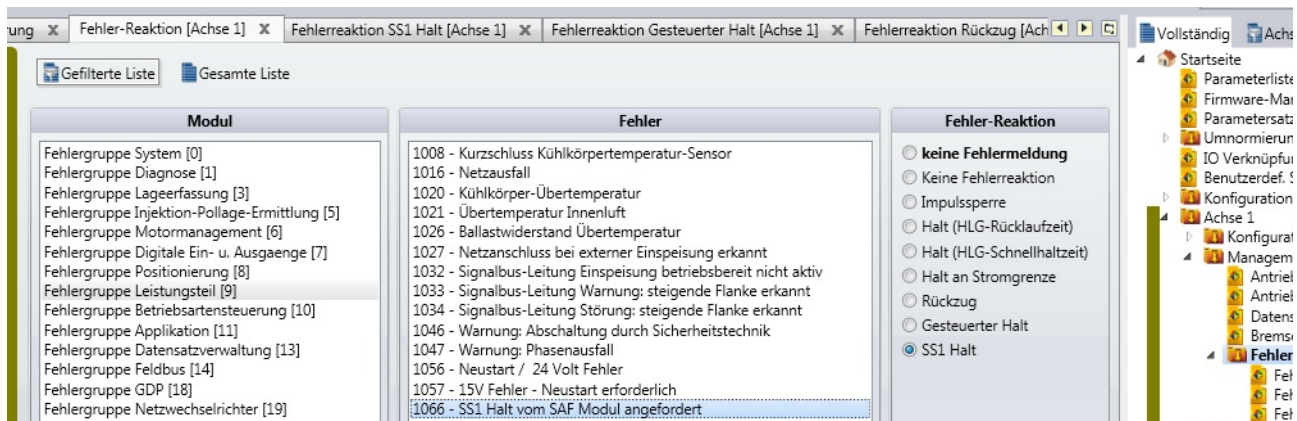 rung X Fehler-Reaktion [Achse 1] X Fehlerreaktion SS1 Halt [Achse 1] X Fehlerreaktion Gesteuerter Halt [Achse 1] X Fehlerreaktion Rückzug [Ach
Gefilterte Liste Gesamte Liste
Modul
Fehlergruppe System [0]
Fehlergruppe Diagnose [1]
Fehlergruppe Lageerfassung [3]
Fehlergruppe Injektion-Pollage-Ermittlung [5]
Fehlergruppe Motormanagement [6]
Fehlergruppe Digitale Ein- u. Ausgaenge [7]
Fehlergruppe Positionierung [8]
Fehlergruppe Leistungsteil [9]
Fehlergruppe Betriebsartensteuerung [10]
Fehlergruppe Applikation [11]
Fehlergruppe Datensatzverwaltung [13]
Fehlergruppe Feldbus [14]
Fehlergruppe GDP [18]
Fehlergruppe Netzwechselrichter [19]
Fehler
1008 - Kurzschluss Kühlkörpertemperatur-Sensor
1016 - Netzausfall
1020 - Kühlkörper-Übertemperatur
1021 - Übertemperatur Innenluft
1026 - Ballastwiderstand Übertemperatur
1027 - Netzanschluss bei externer Einspeisung erkannt
1032 - Signalbus-Leitung Einspeisung betriebsbereit nicht aktiv
1033 - Signalbus-Leitung Warnung: steigende Flanke erkannt
1034 - Signalbus-Leitung Störung: steigende Flanke erkannt
1046 - Warnung: Abschaltung durch Sicherheitstechnik
1047 - Warnung: Phasenausfall
1056 - Neustart / 24 Volt Fehler
1057 - 15V Fehler - Neustart erforderlich
1066 - SS1 Halt vom SAF Modul angefordert
Fehler-Reaktion
keine Fehlermeldung
Keine Fehlerreaktion
Impulssperre
Halt (HLG-Rücklaufzeit)
Halt (HLG-Schnellhaltzeit)
Halt an Stromgrenze
Rückzug
Gesteuerter Halt
SS1 Halt
Vollständig Achs
Startseite
Parameterliste
Firmware-Mar
Parametersatz
Umnormierun
IO Verknüpfu
Benutzerdef. S
Konfiguration
Achse 1
Konfigurat
Managem
Antrieb
Antrieb
Datens
Bremse
Fehler
Feh
Feh
Feh